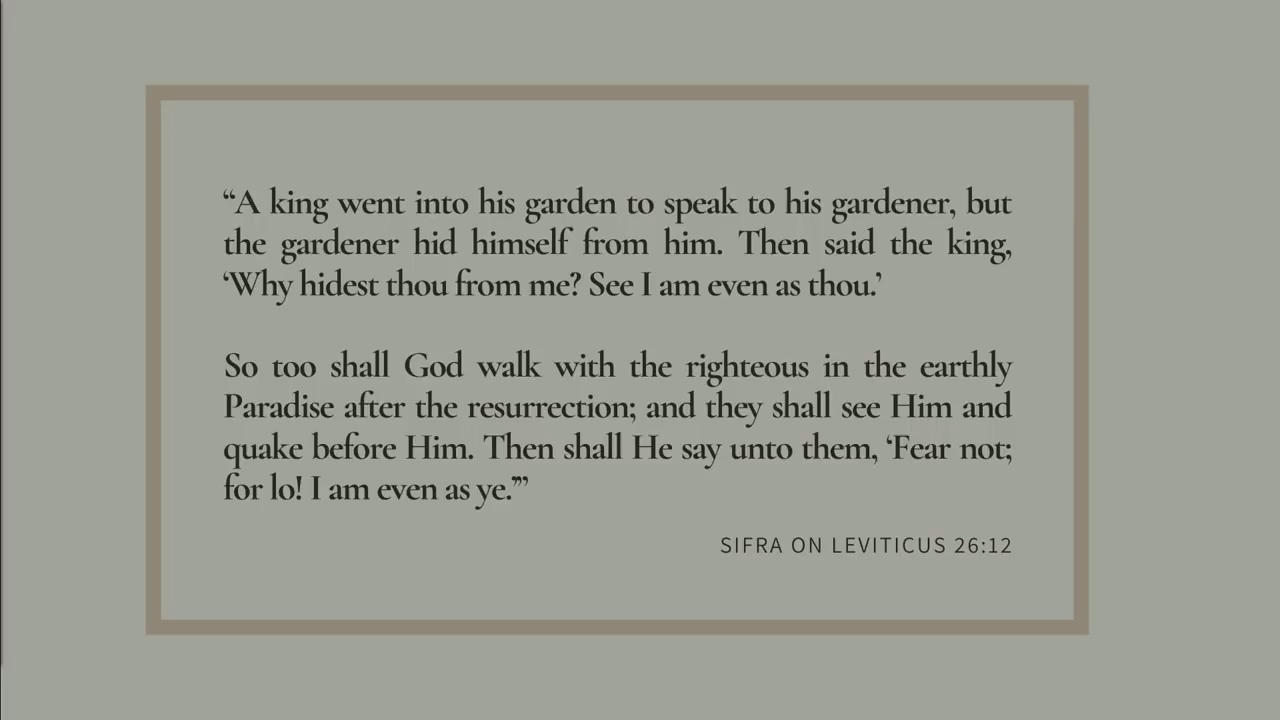 “A king went into his garden to speak to his gardener, but
the gardener hid himself from him. Then said the king,
‘Why hidest thou from me? See I am even as thou.’
So too shall God walk with the righteous in the earthly
Paradise after the resurrection; and they shall see Him and
quake before Him. Then shall He say unto them, ‘Fear not;
for lo! I am even as ye.’”
SIFRA ON LEVITICUS 26:12